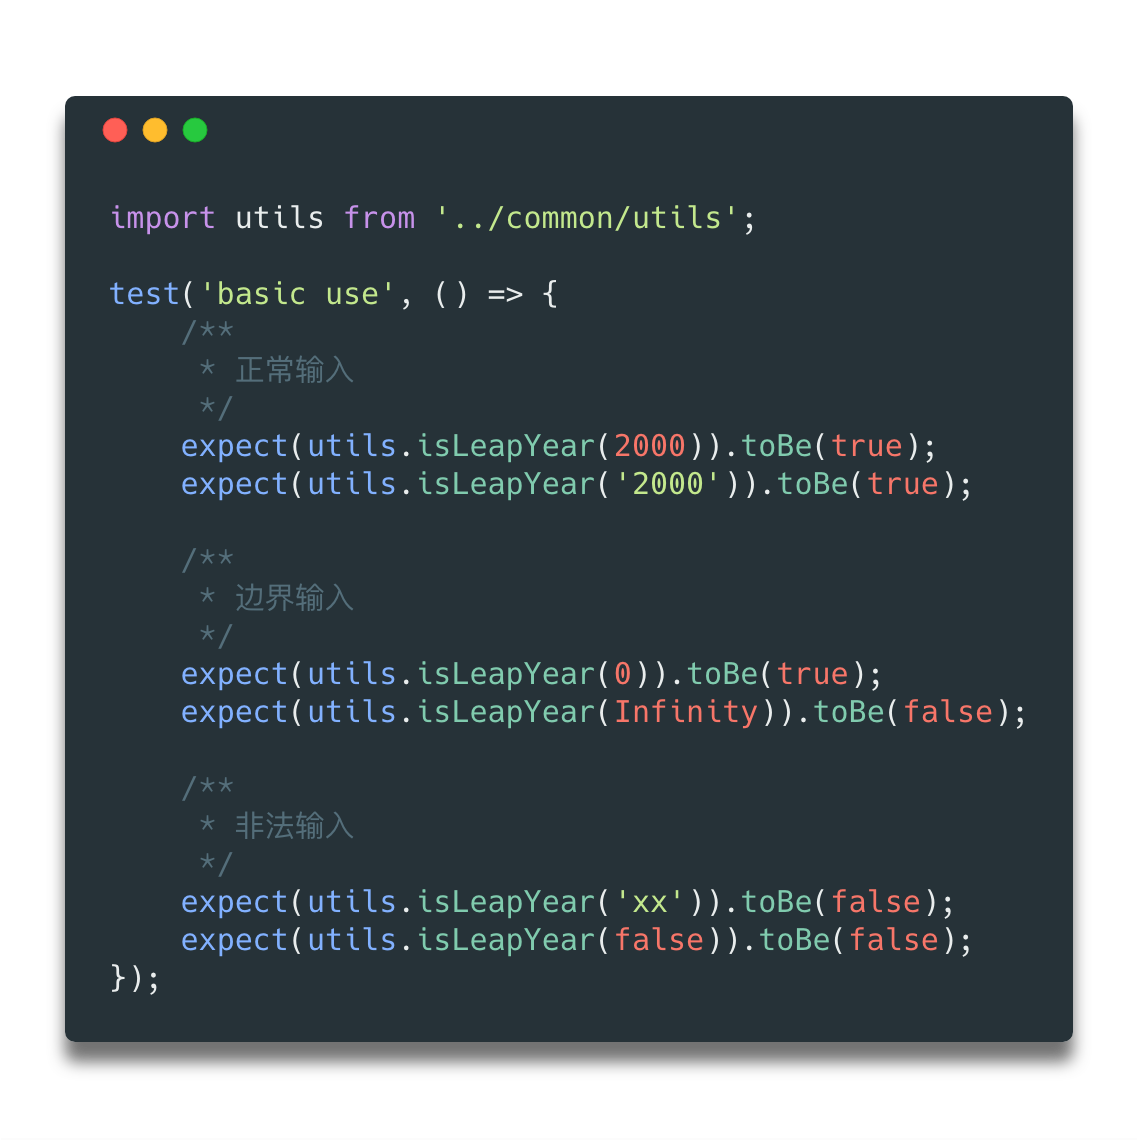 import utils from '../common/utils';

test('basic use', () => {
    /**
     * 正常输入
     */
    expect(utils.isLeapYear(2000)).toBe(true);
    expect(utils.isLeapYear('2000')).toBe(true);

    /**
     * 边界输入
     */
    expect(utils.isLeapYear(0)).toBe(true);
    expect(utils.isLeapYear(Infinity)).toBe(false);

    /**
     * 非法输入
     */
    expect(utils.isLeapYear('xx')).toBe(false);
    expect(utils.isLeapYear(false)).toBe(false);
});